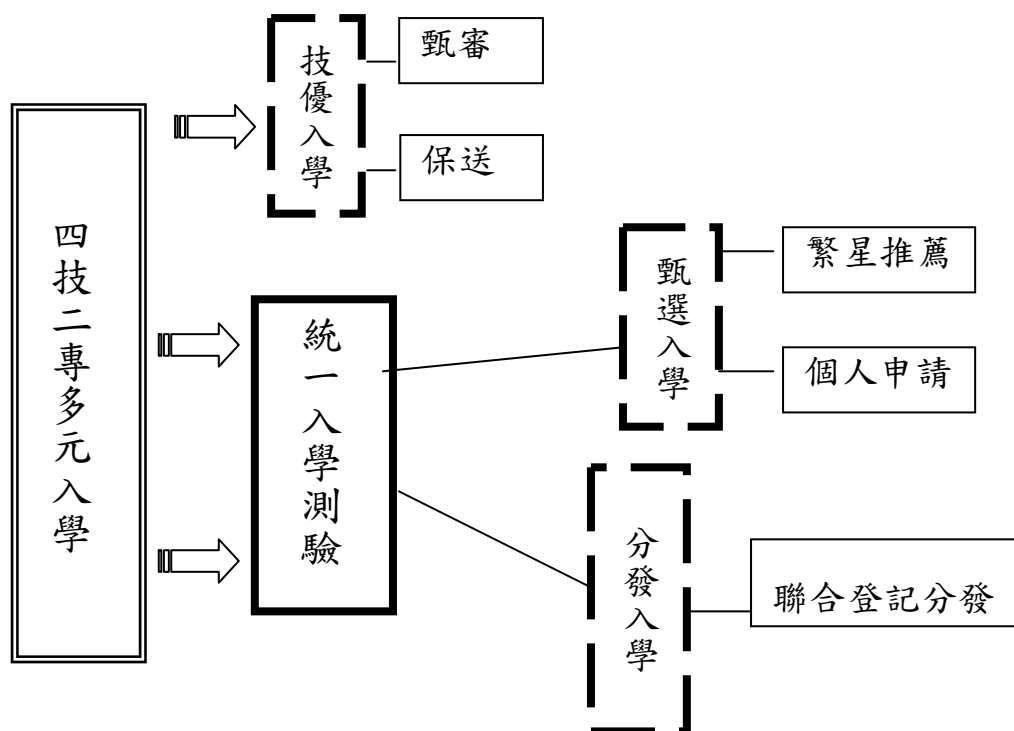 四技二專多元入學
技優入學
甄審
保送
統一入學測驗
甄選入學
繁星推薦
個人申請
分發入學
聯合登記分發